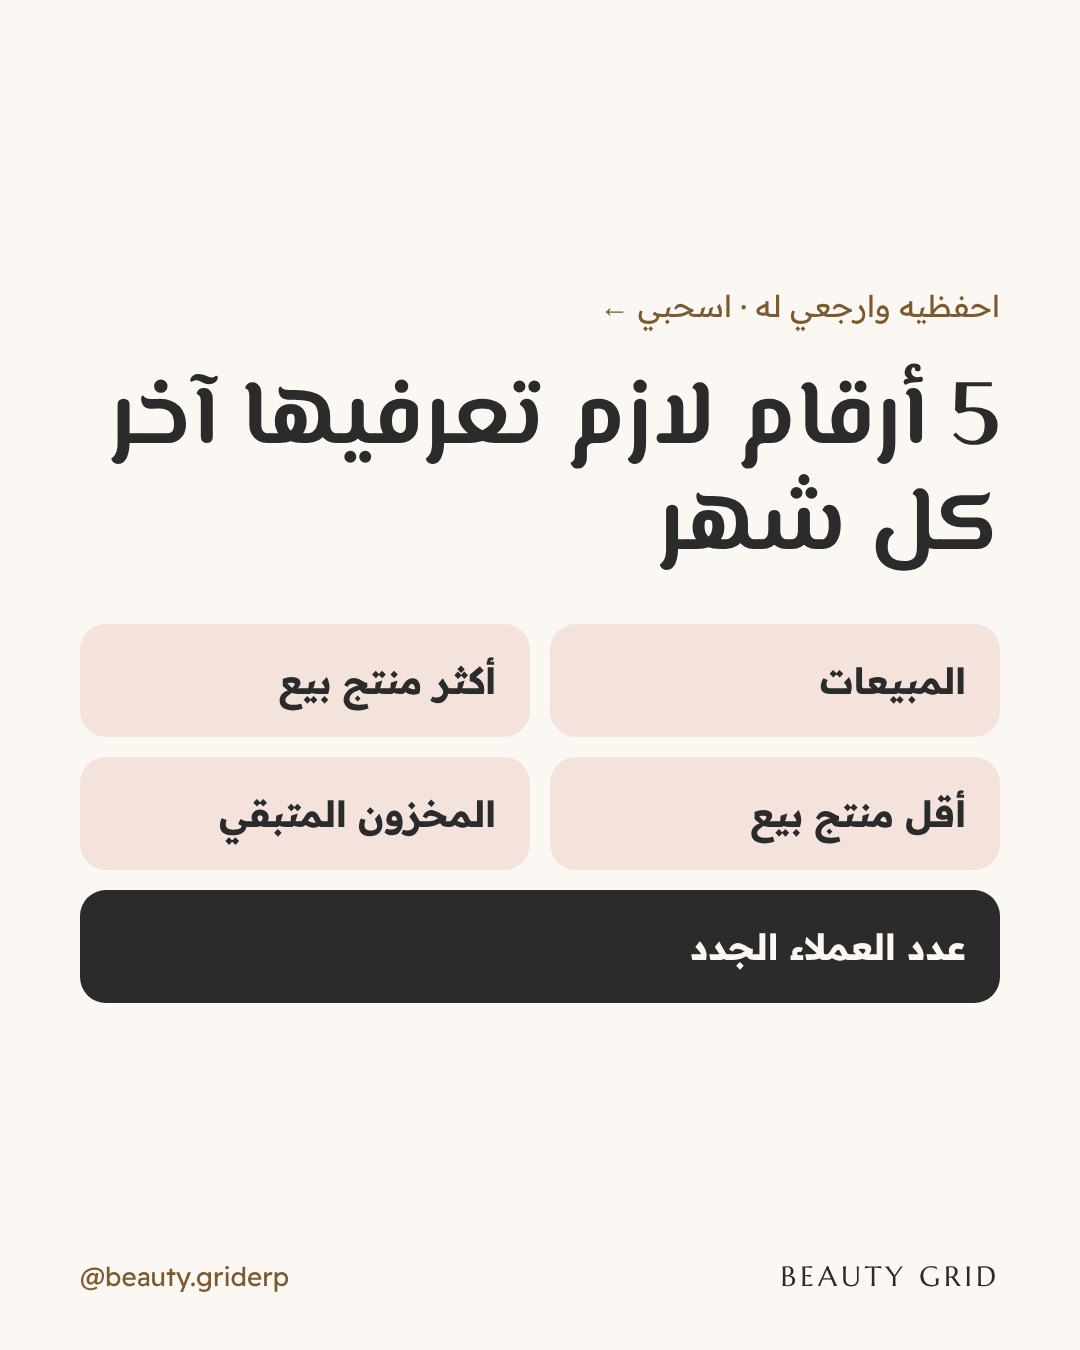 احفظيه وارجعي له · اسحبي ←
5 أرقام لازم تعرفيها آخر
كل شهر
المبيعات
أكثر منتج بيع
أقل منتج بيع
المخزون المتبقي
عدد العملاء الجدد
BEAUTY GRID
@beauty.griderp